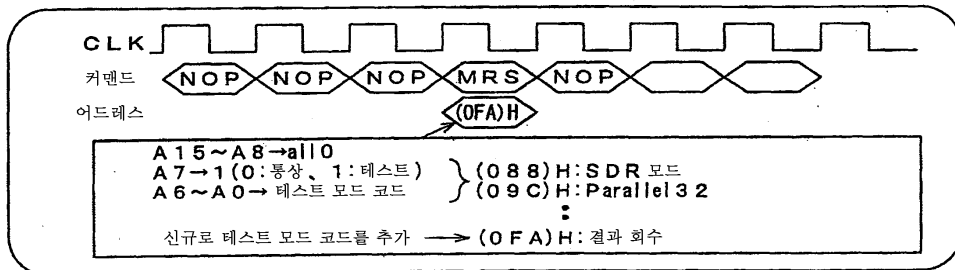 CLK
커맨드 NOP NOP NOP MRS NOP
어드레스 (0FA)H
A15~A8→all0
A7→1(0:통상、1:테스트) (088)H:SDR 모드
A6~A0→ 테스트 모드 코드 (09C)H:Parallel32
:
신규로 테스트 모드 코드를 추가 → (0FA)H:결과 회수